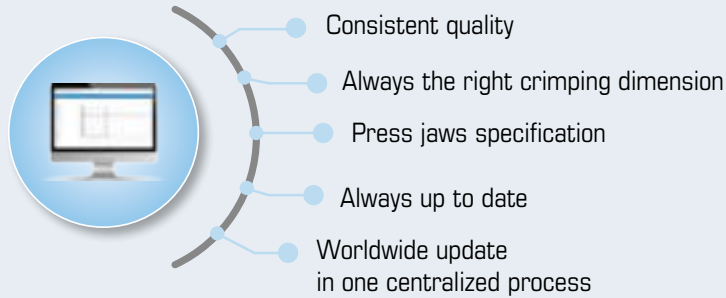 Consistent quality
Always the right crimping dimension
Press jaws specification
Always up to date
Worldwide update
in one centralized process